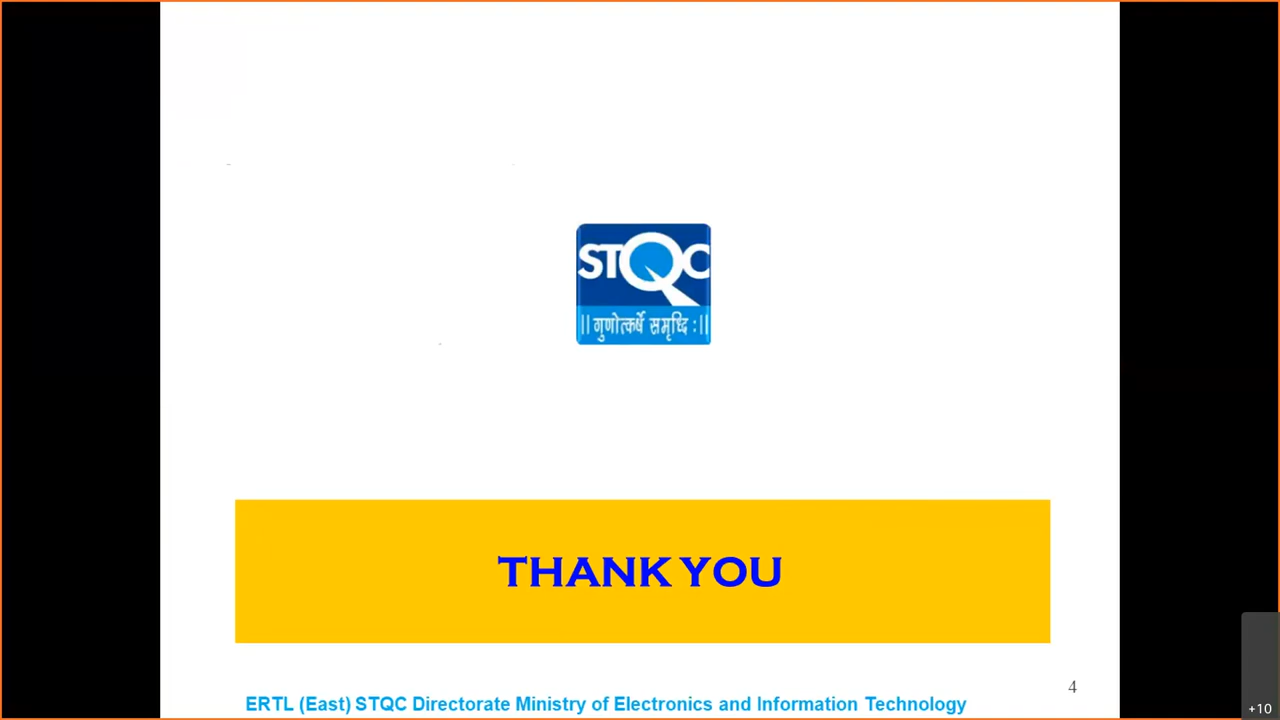 STQC
||गुणोत्कर्षे समृध्दि :||
THANK YOU
4
ERTL (East) STQC Directorate Ministry of Electronics and Information Technology
+10